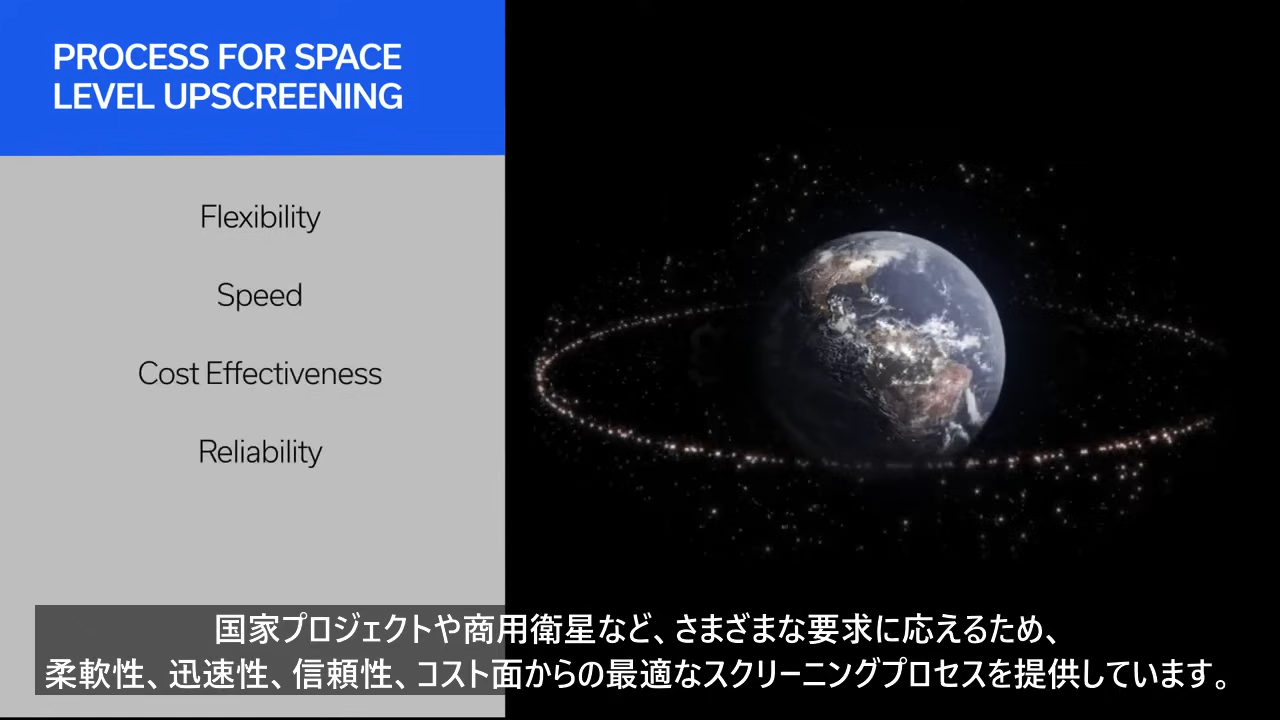 PROCESS FOR SPACE
LEVEL UPSCREENING
Flexibility
Speed
Cost Effectiveness
Reliability
国家プロジェクトや商用衛星など、さまざまな要求に応えるため、
柔軟性、迅速性、信頼性、コスト面からの最適なスクリーニングプロセスを提供しています。